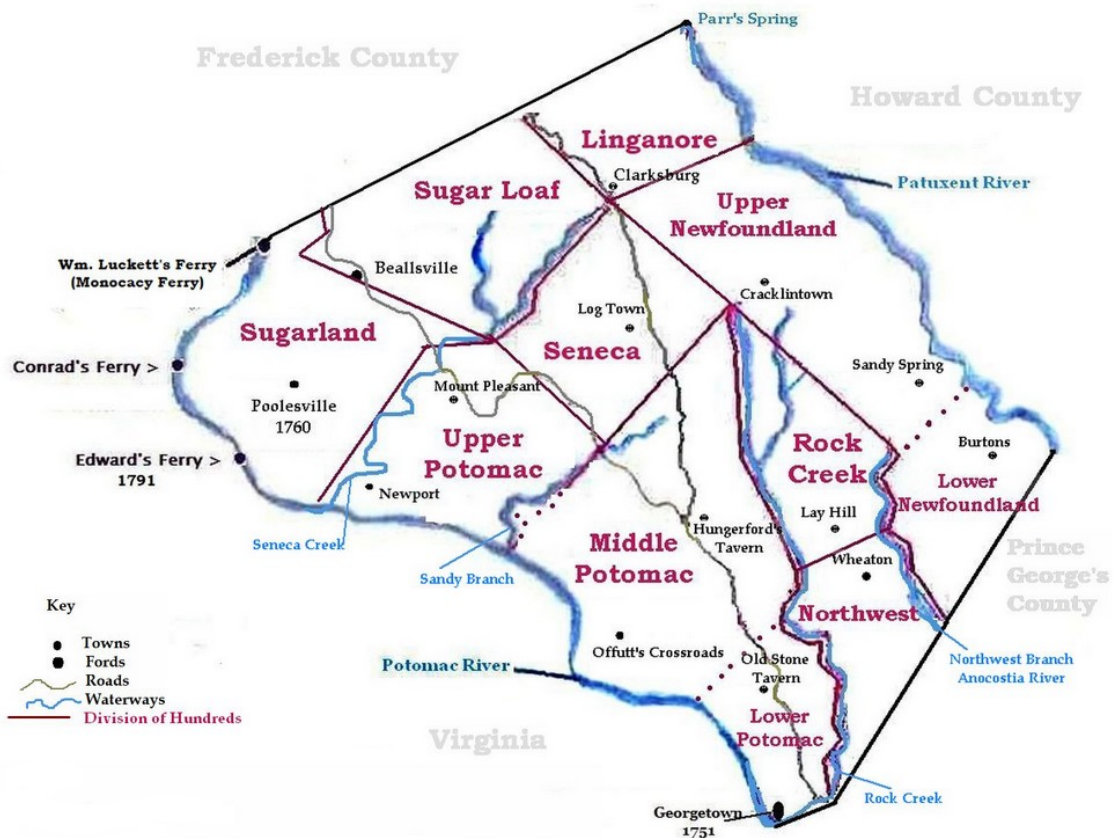 Parr's Spring
Frederick County
Howard County
Linganore
Clarksburg
Sugar Loaf
Patuxent River
Upper
Newfoundland
Wm. Luckett's Ferry
(Monocacy Ferry)
Beallsville
Cracklintown
Log Town
Sugarland
Seneca
Conrad's Ferry >
Sandy Spring
Mount Pleasant
Poolesville
1760
Upper
Potomac
Rock
Creek
Burtons
Edward's Ferry >
1791
Lower
Newfoundland
Newport
Lay Hill
Hungerford's
Tavern
Seneca Creek
Middle
Potomac
Wheaton
Prince
George's
County
Sandy Branch
Northwest
Key
Towns
Fords
Roads
Waterways
Division of Hundreds
Offutt's Crossroads
Old Stone
Tavern
Northwest Branch
Anocostia River
Potomac River
Lower
Potomac
Virginia
Rock Creek
Georgetown
1751